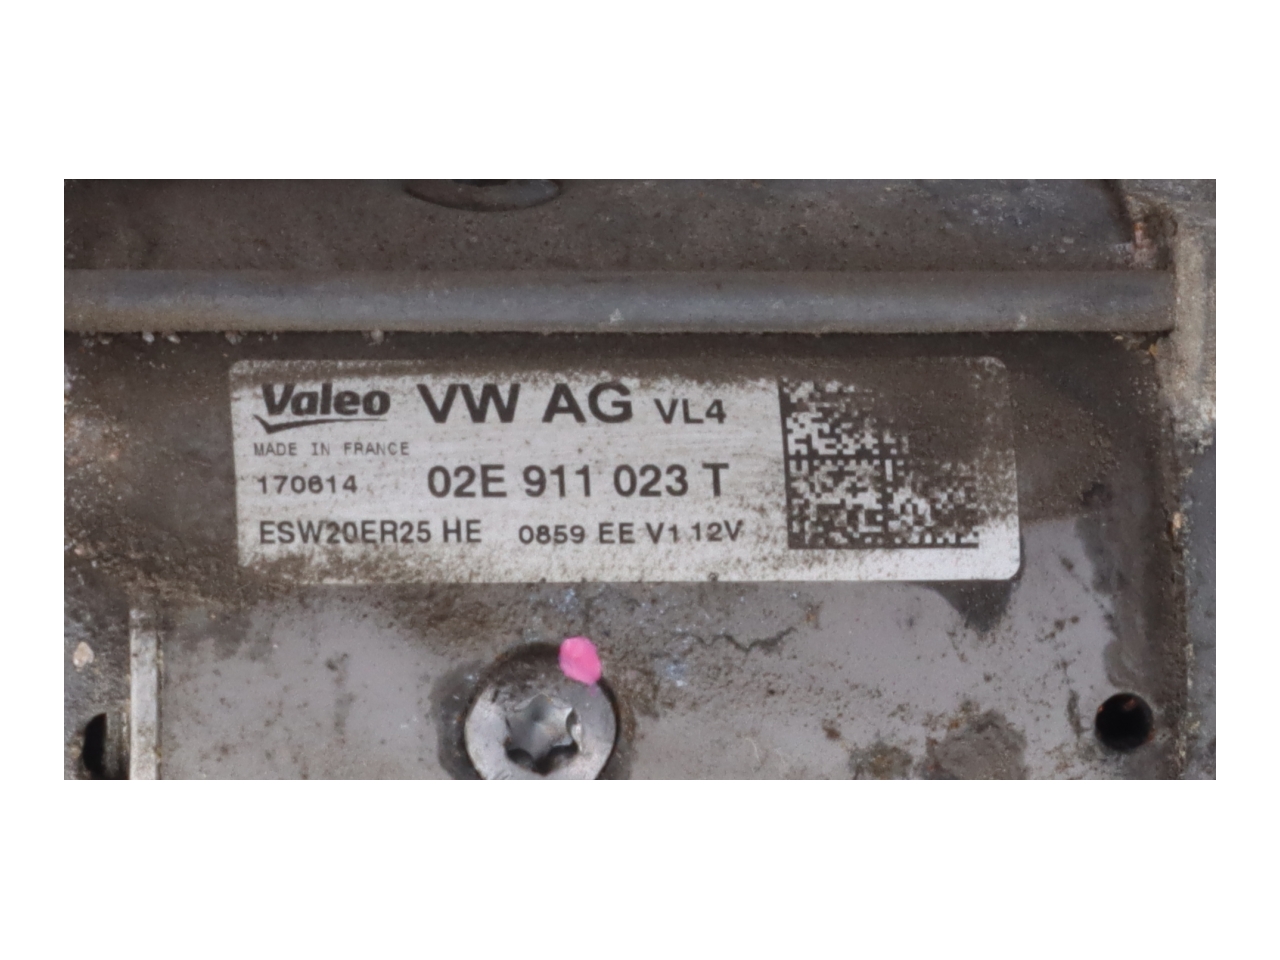 Valeo VW AG VL4
MADE IN FRANCE
170614 02E 911 023 T
ESW20ER25 HE 0859 EE V1 12V